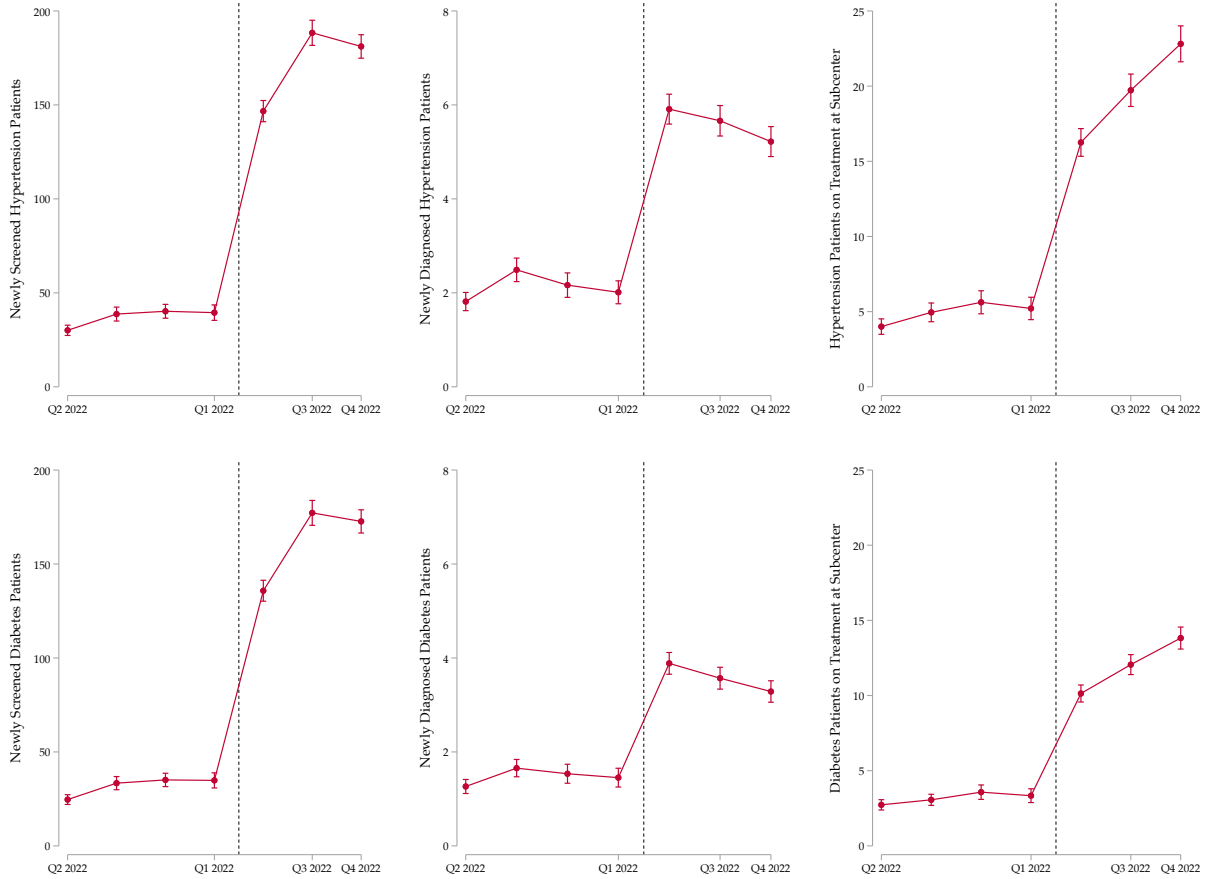 Newly Screened Hypertension Patients
200
150
100
50
0
Q2 2022 Q1 2022 Q3 2022 Q4 2022
Newly Diagnosed Hypertension Patients
8
6
4
2
0
Q2 2022 Q1 2022 Q3 2022 Q4 2022
Hypertension Patients on Treatment at Subcenter
25
20
15
10
5
0
Q2 2022 Q1 2022 Q3 2022 Q4 2022
Newly Screened Diabetes Patients
200
150
100
50
0
Q2 2022 Q1 2022 Q3 2022 Q4 2022
Newly Diagnosed Diabetes Patients
8
6
4
2
0
Q2 2022 Q1 2022 Q3 2022 Q4 2022
Diabetes Patients on Treatment at Subcenter
25
20
15
10
5
0
Q2 2022 Q1 2022 Q3 2022 Q4 2022